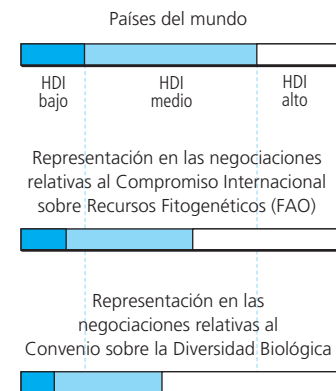 Países del mundo
HDI HDI HDI
bajo medio alto
Representación en las negociaciones
relativas al Compromiso Internacional
sobre Recursos Fitogenéticos (FAO)
Representación en las
negociaciones relativas al
Convenio sobre la Diversidad Biológica